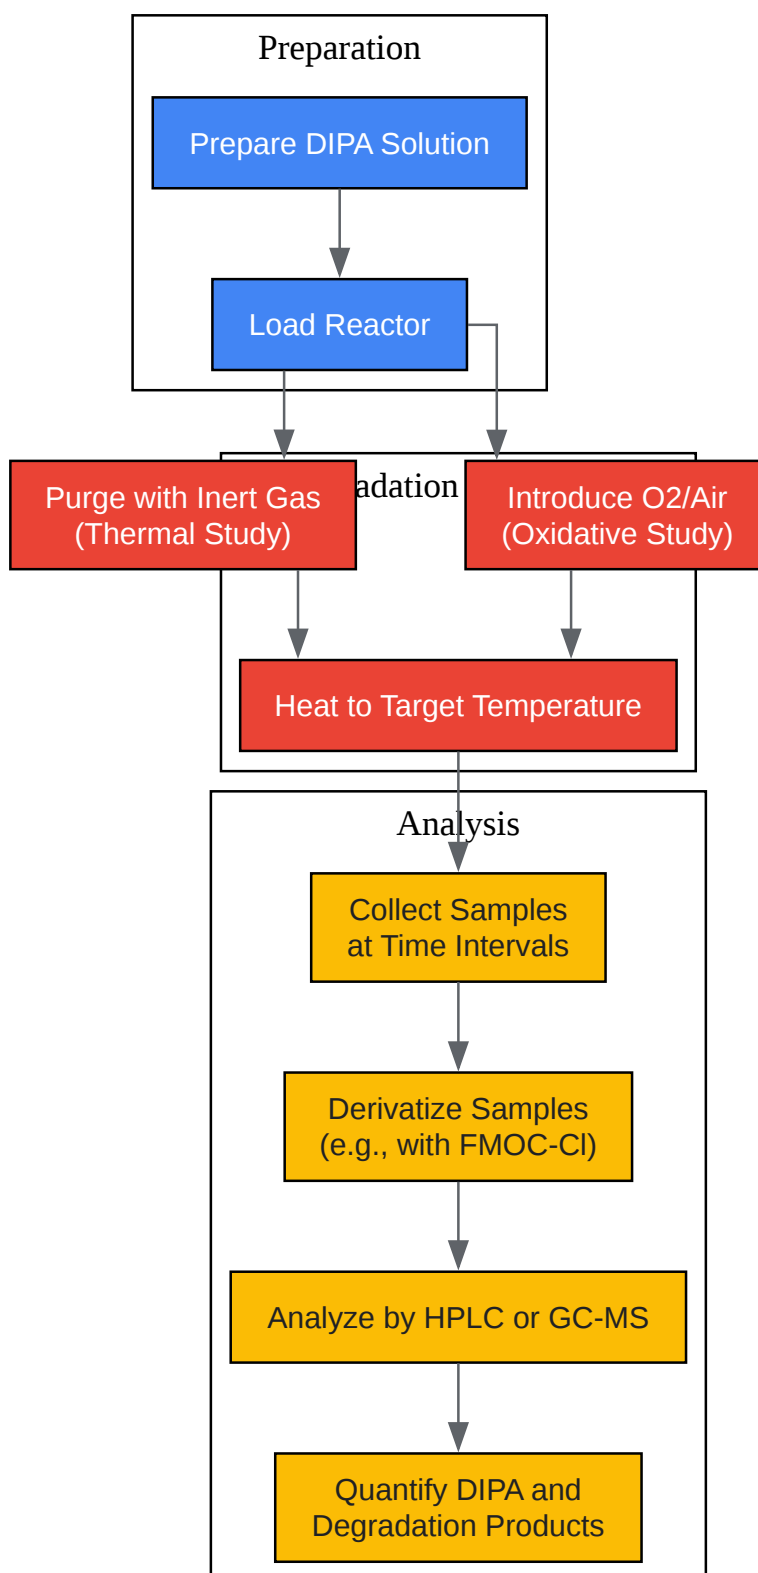 Preparation
Prepare DIPA Solution
Load Reactor
adation
Purge with Inert Gas
(Thermal Study)
Introduce O2/Air
(Oxidative Study)
Heat to Target Temperature
Analysis
Collect Samples
at Time Intervals
Derivatize Samples
(e.g., with FMOC-Cl)
Analyze by HPLC or GC-MS
Quantify DIPA and
Degradation Products